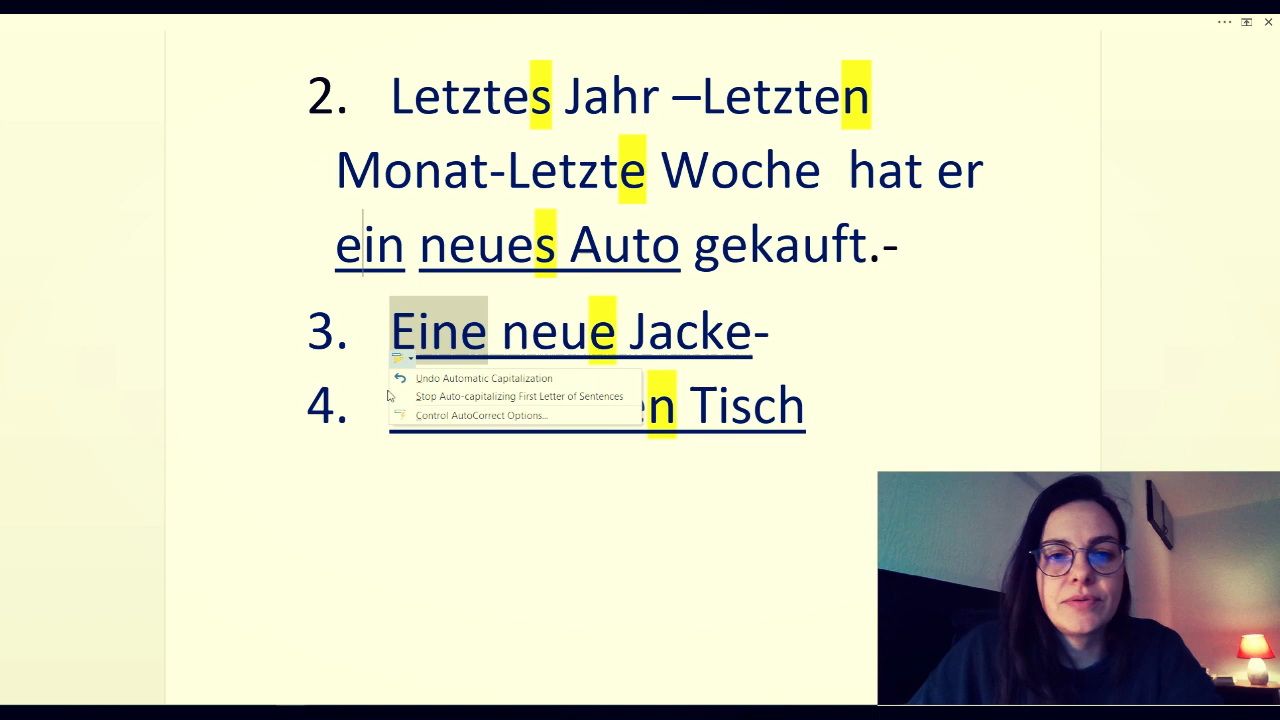 2. Letztes Jahr –Letzten
Monat-Letzte Woche hat er
ein neues Auto gekauft.-
3. Eine neue Jacke-
Undo Automatic Capitalization
Stop Auto-capitalizing First Letter of Sentences
Control AutoCorrect Options...
4. en Tisch